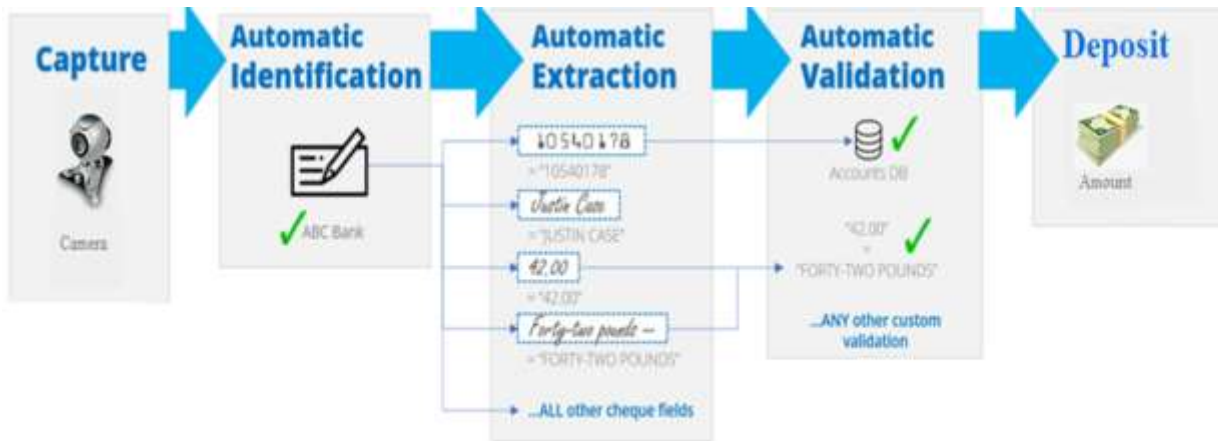 Capture
Camera
Automatic
Identification
ABC Bank
Automatic
Extraction
10540178
= "10540178"
Justin Case
= "JUSTIN CASE"
42,00
= "42,00"
Forty-two pounds —
= "FORTY-TWO POUNDS"
...ALL other cheque fields
Automatic
Validation
Accounts DB
"42,00"
=
"FORTY-TWO POUNDS"
...ANY other custom
validation
Deposit
Amount